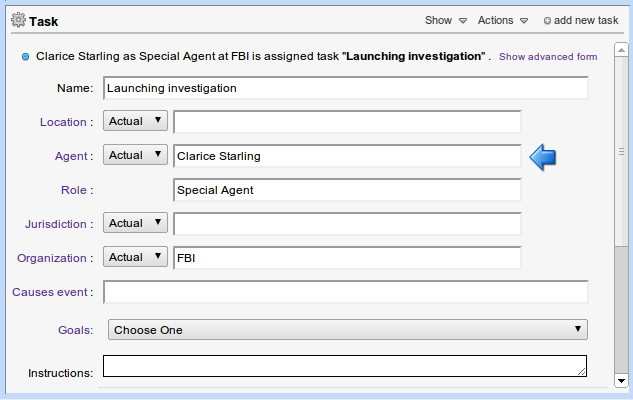 Task Show Actions add new task
Clarice Starling as Special Agent at FBI is assigned task "Launching investigation" . Show advanced form
Name: Launching investigation
Location : Actual
Agent : Actual Clarice Starling
Role : Special Agent
Jurisdiction : Actual
Organization : Actual FBI
Causes event :
Goals: Choose One
Instructions: